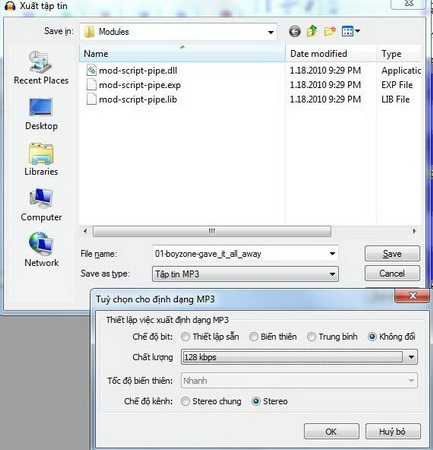 Xuất tập tin
Save in: Modules
Name Date modified Type
mod-script-pipe.dll 1.18.2010 9:29 PM Applicatio
mod-script-pipe.exp 1.18.2010 9:29 PM EXP File
mod-script-pipe.lib 1.18.2010 9:29 PM LIB File
Recent Places
Desktop
Libraries
Computer
Network
File name: 01-boyzone-gave_it_all_away Save
Save as type: Tập tin MP3 Cancel
Tuỳ chọn cho định dạng MP3
Thiết lập việc xuất định dạng MP3
Chế độ bit: Thiết lập sẵn Biến thiên Trung bình Không đổi
Chất lượng 128 kbps
Tốc độ biến thiên: Nhanh
Chế độ kênh: Stereo chung Stereo
OK Huỷ bỏ